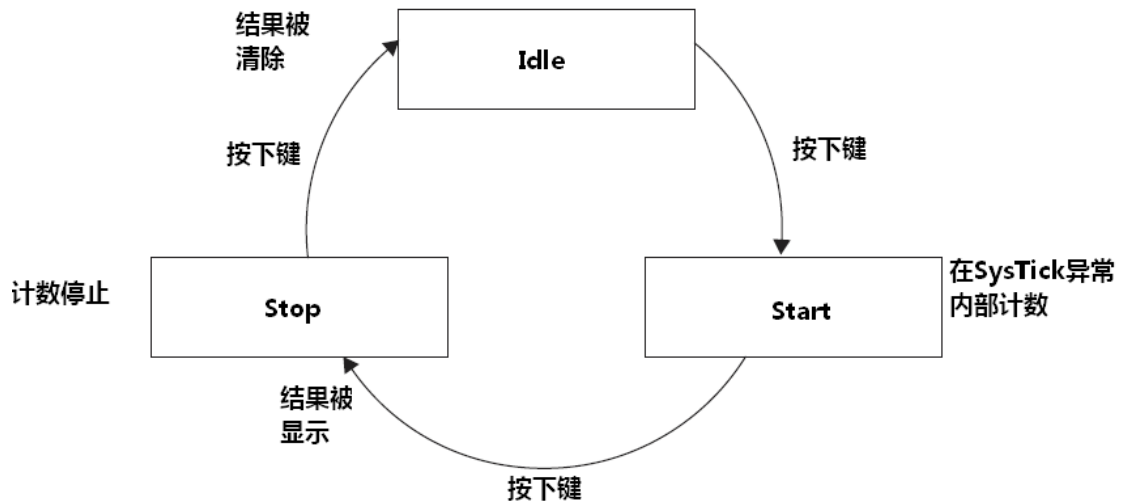 结果被
清除
Idle
按下键
按下键
在SysTick异常
内部计数
计数停止
Stop
Start
结果被
显示
按下键